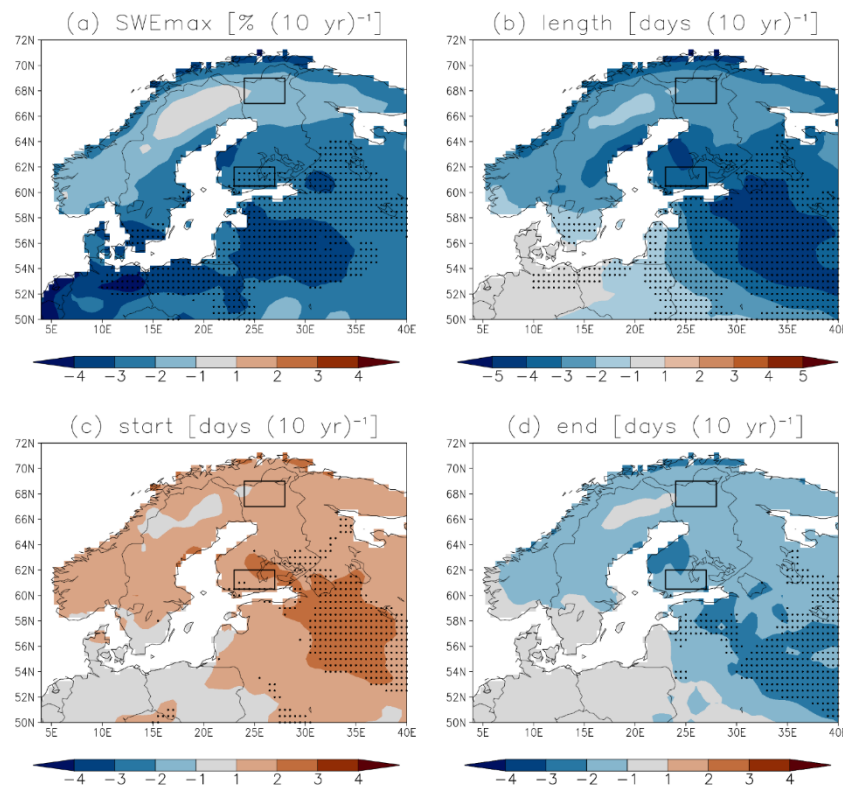 (a) SWEmax [% (10 yr)⁻¹]
(b) length [days (10 yr)⁻¹]
72N
70N
68N
66N
64N
62N
60N
58N
56N
54N
52N
50N
5E 10E 15E 20E 25E 30E 35E 40E
72N
70N
68N
66N
64N
62N
60N
58N
56N
54N
52N
50N
5E 10E 15E 20E 25E 30E 35E 40E
-4 -3 -2 -1 1 2 3 4
-5 -4 -3 -2 -1 1 2 3 4 5
(c) start [days (10 yr)⁻¹]
(d) end [days (10 yr)⁻¹]
72N
70N
68N
66N
64N
62N
60N
58N
56N
54N
52N
50N
5E 10E 15E 20E 25E 30E 35E 40E
72N
70N
68N
66N
64N
62N
60N
58N
56N
54N
52N
50N
5E 10E 15E 20E 25E 30E 35E 40E
-4 -3 -2 -1 1 2 3 4
-4 -3 -2 -1 1 2 3 4